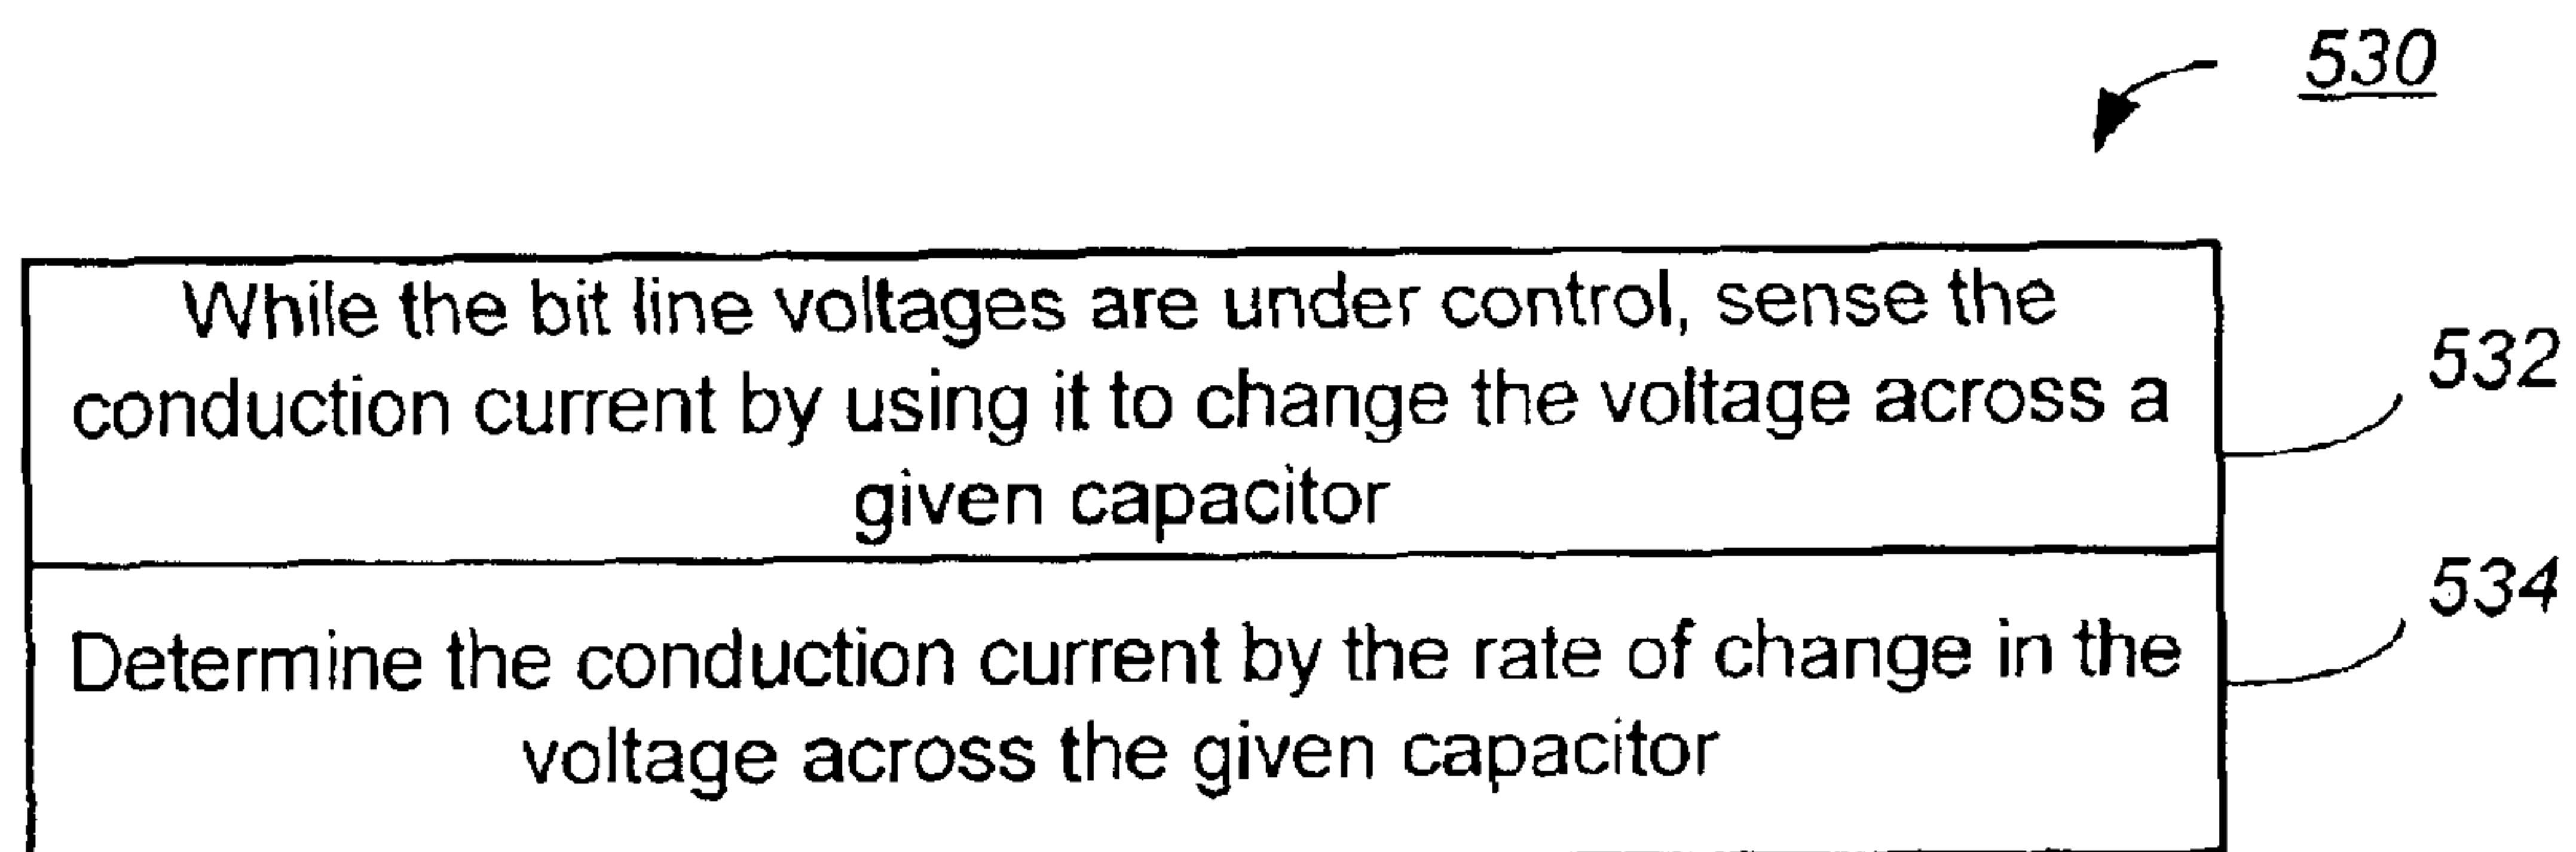 530
While the bit line voltages are under control, sense the
conduction current by using it to change the voltage across a
given capacitor
532
Determine the conduction current by the rate of change in the
voltage across the given capacitor
534